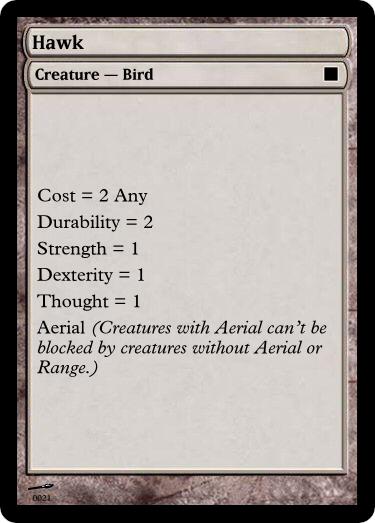 Hawk
Creature — Bird
Cost = 2 Any
Durability = 2
Strength = 1
Dexterity = 1
Thought = 1
Aerial (Creatures with Aerial can't be
blocked by creatures without Aerial or
Range.)
0021